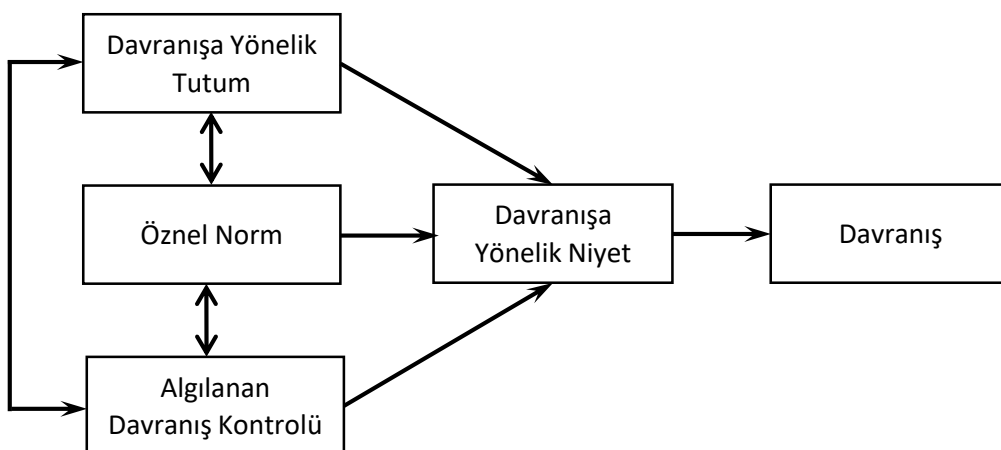 Davranışa Yönelik
Tutum
Öznel Norm
Algılanan
Davranış Kontrolü
Davranışa
Yönelik Niyet
Davranış